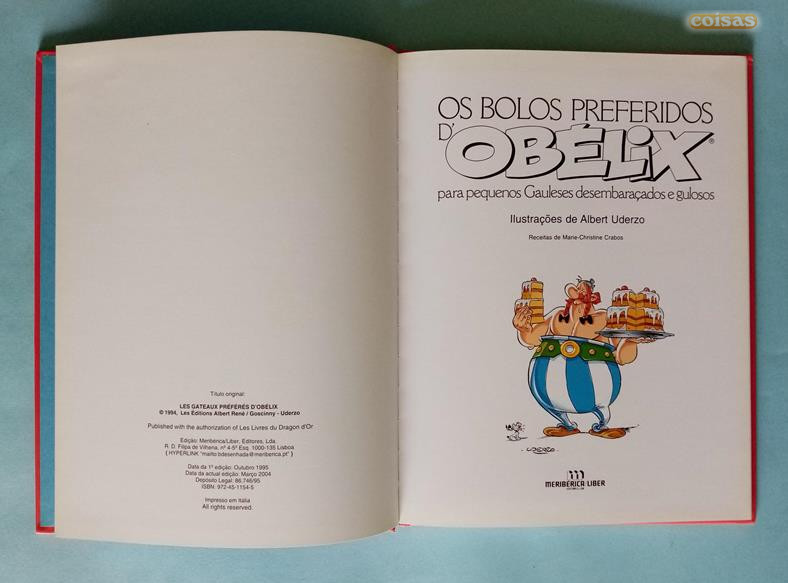 coisas
Título original:
LES GATEAUX PRÉFÉRÉS D'OBÉLIX
© 1994, Les Éditions Albert René / Goscinny - Uderzo
Published with the authorization of Les Livres du Dragon d'Or
Edição: Meribérica/Liber, Editores, Lda.
R. D. Filipa de Vilhena, nº 4-5º Esq. 1000-135 Lisboa
{ HYPERLINK "mailto:bdesenhada@meriberica.pt" }
Data da 1ª edição: Outubro 1995
Data da actual edição: Março 2004
Depósito Legal: 86.746/95
ISBN: 972-45-1154-5
Impresso em Itália
All rights reserved.
OS BOLOS PREFERIDOS
D'OBÉLIX®
para pequenos Gauleses desembaraçados e gulosos
Ilustrações de Albert Uderzo
Receitas de Marie-Christine Crabos
UDERZO
MERIBÉRICA/LIBER